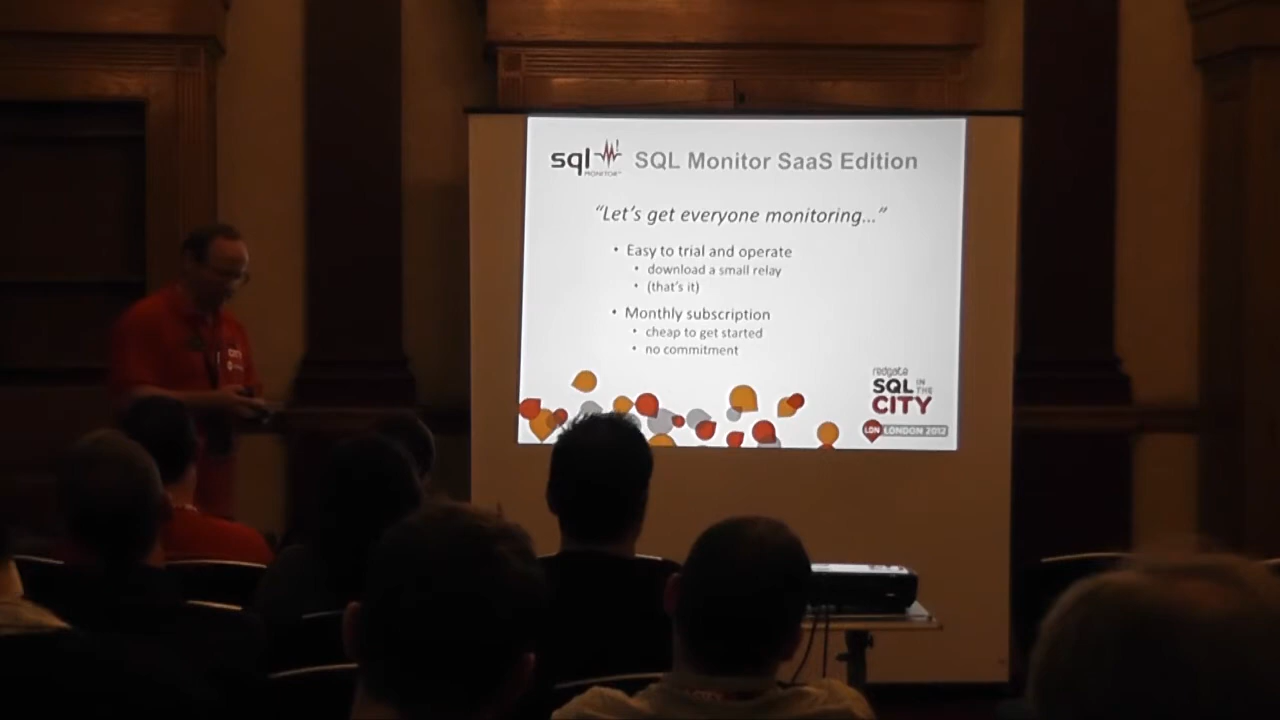 sql
MONITOR
SQL Monitor SaaS Edition
“Let’s get everyone monitoring...”
• Easy to trial and operate
• download a small relay
• (that’s it)
• Monthly subscription
• cheap to get started
• no commitment
redgate
SQL IN THE
CITY
LDN LONDON 2012